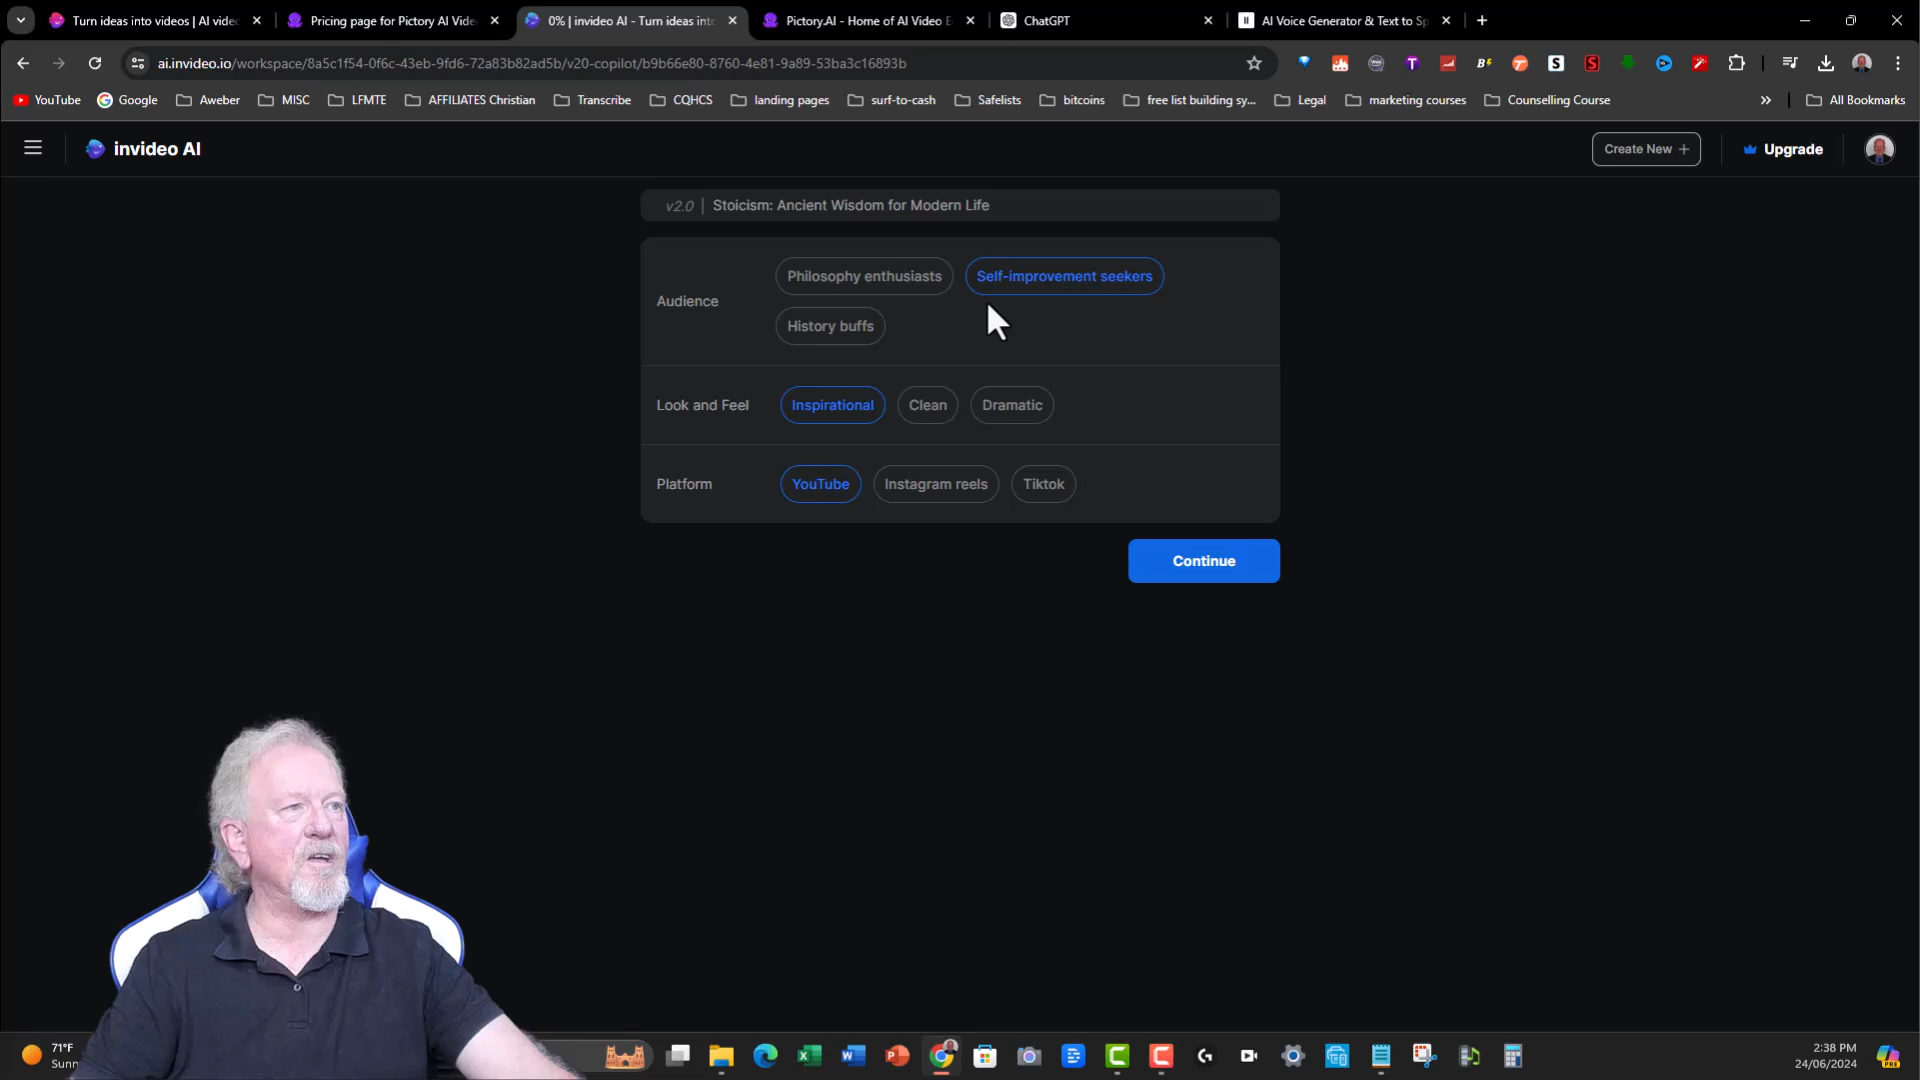 Turn ideas into videos | AI videc
Pricing page for Pictory AI Vide
0% | invideo AI - Turn ideas into
Pictory.AI - Home of AI Video E
ChatGPT
AI Voice Generator & Text to Sp
ai.invideo.io/workspace/8a5c1f54-0f6c-43eb-9fd6-72a83b82ad5b/v20-copilot/b9b66e80-8760-4e81-9a89-53ba3c16893b
YouTube
Google
Aweber
MISC
LFMTE
AFFILIATES Christian
Transcribe
CQHCS
landing pages
surf-to-cash
Safelists
bitcoins
free list building sy...
Legal
marketing courses
Counselling Course
All Bookmarks
invideo AI
Create New +
Upgrade
v2.0 | Stoicism: Ancient Wisdom for Modern Life
Audience
Philosophy enthusiasts
Self-improvement seekers
History buffs
Look and Feel
Inspirational
Clean
Dramatic
Platform
YouTube
Instagram reels
Tiktok
Continue
71°F
Sunn
2:38 PM
24/06/2024